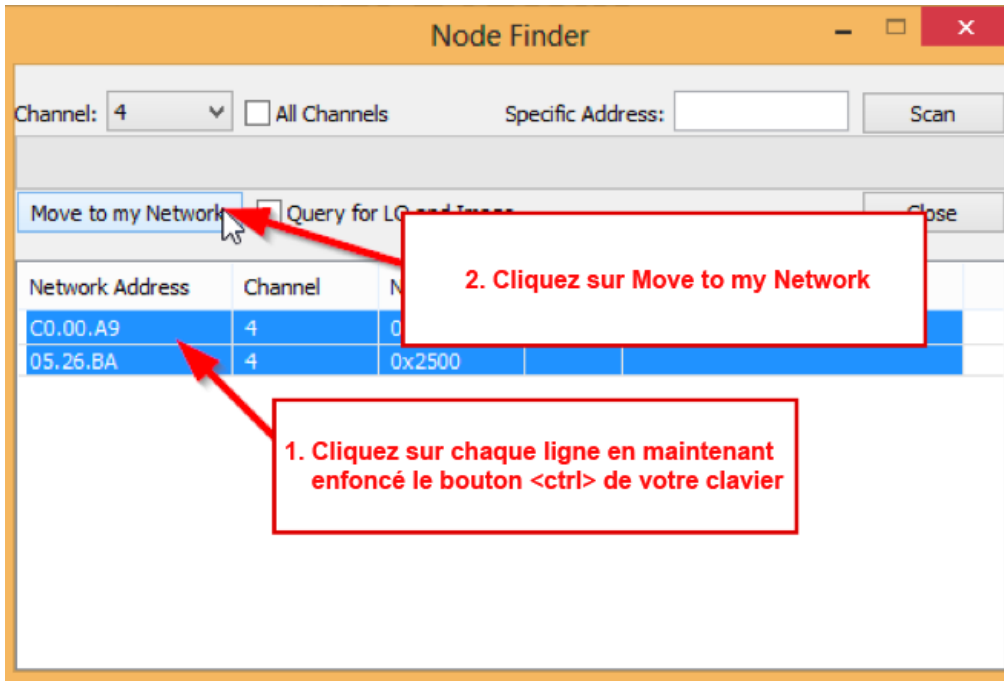 Node Finder
Channel: 4 All Channels Specific Address: Scan
Move to my Network Query for LQ and Image Close
2. Cliquez sur Move to my Network
Network Address Channel
C0.00.A9 4
05.26.BA 4 0x2500
1. Cliquez sur chaque ligne en maintenant
enfoncé le bouton <ctrl> de votre clavier